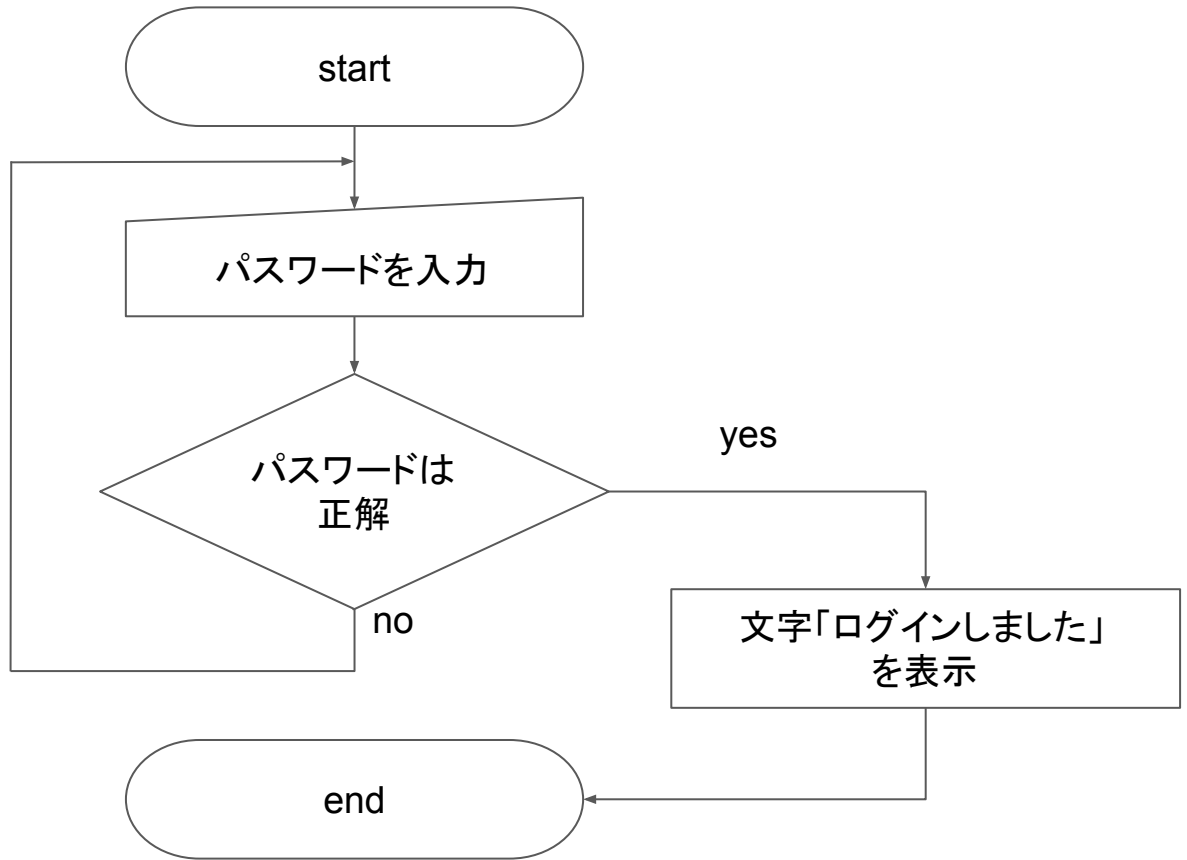 start
パスワードを入力
パスワードは
正解
yes
no
文字「ログインしました」
を表示
end